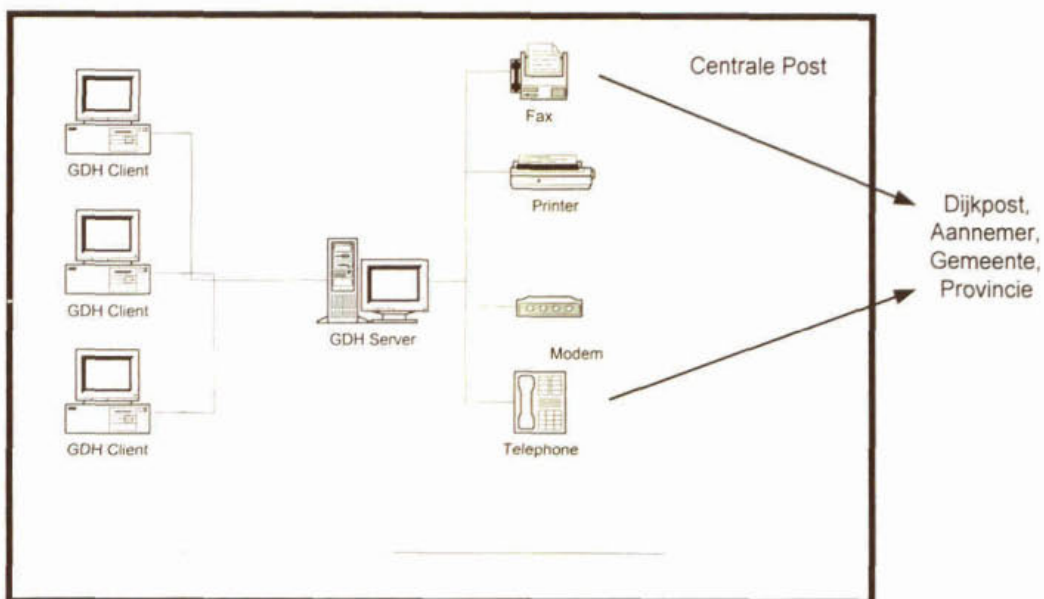 Centrale Post
Fax
GDH Client
Printer
GDH Client
GDH Server
Modem
GDH Client
Telephone
Dijkpost,
Aannemer,
Gemeente,
Provincie